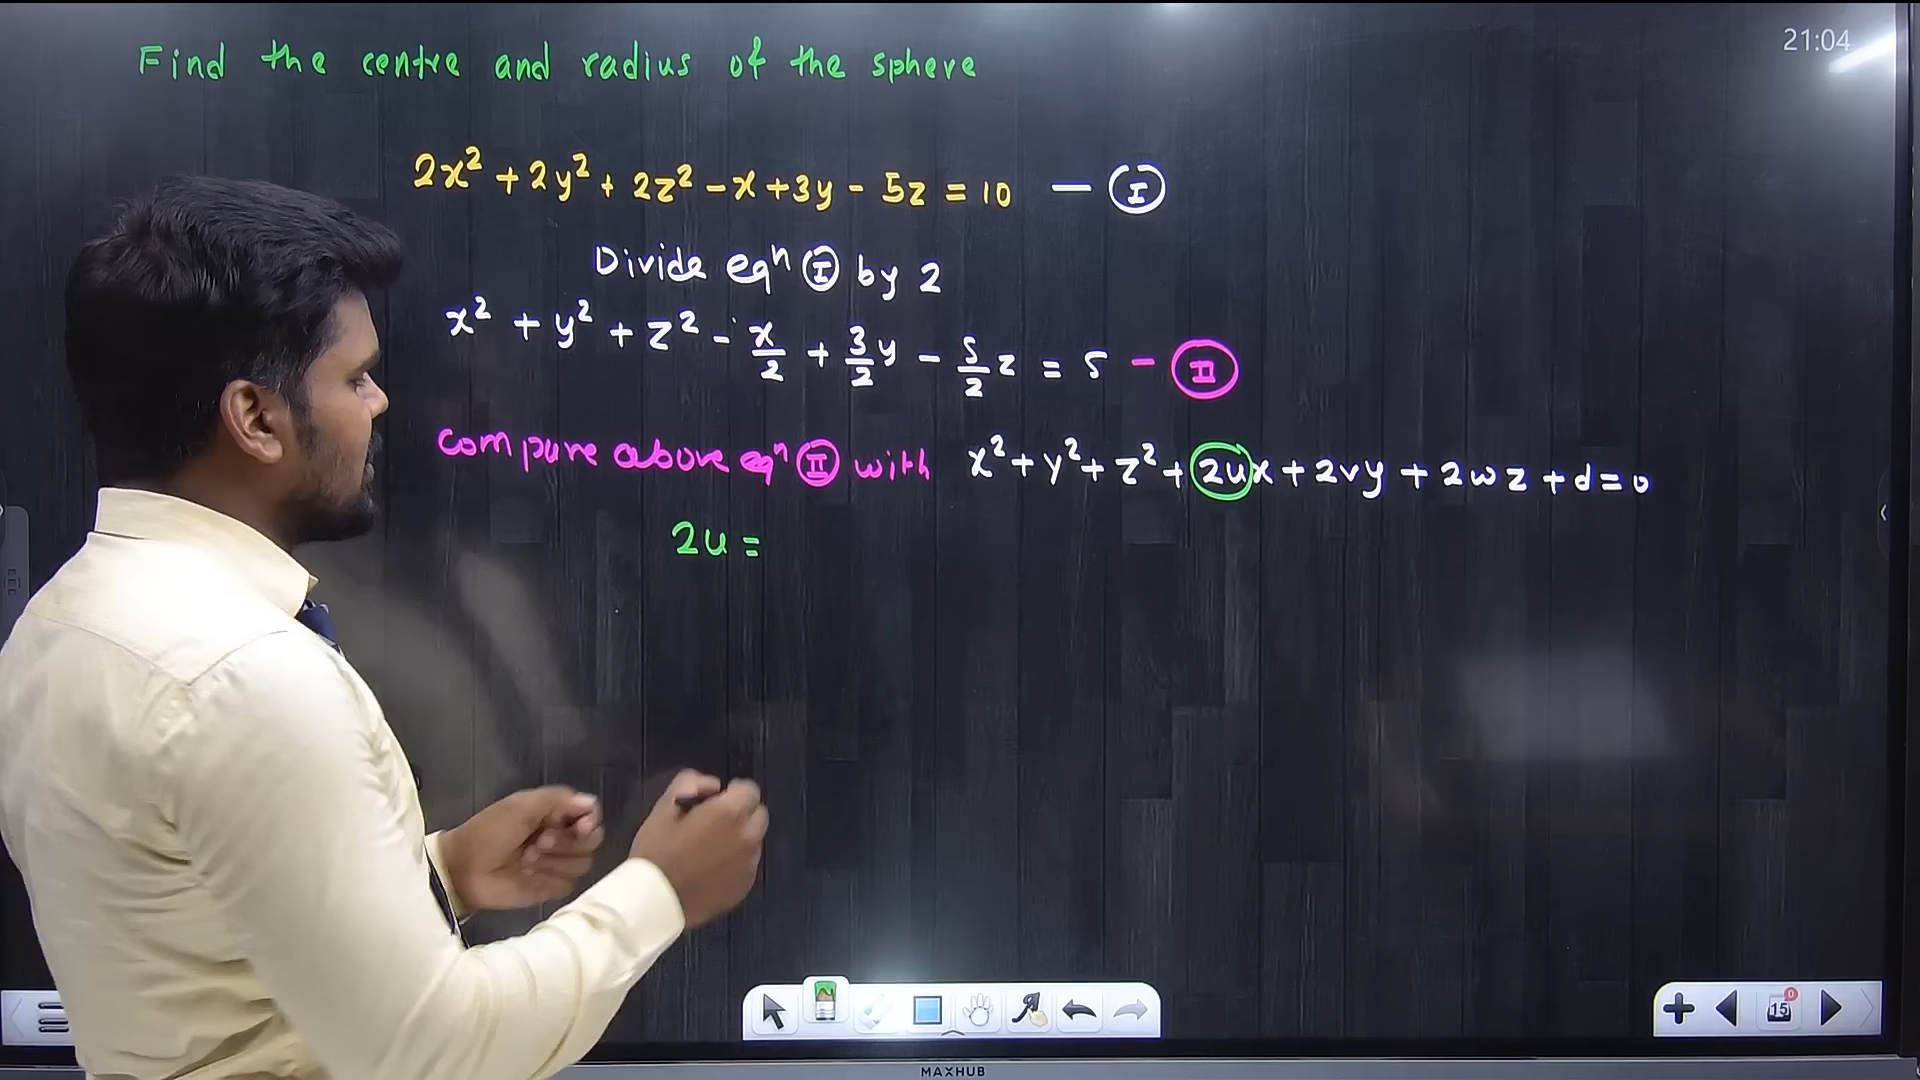 21:04
Find the centre and radius of the sphere
2x² + 2y² + 2z² - x + 3y - 5z = 10 — (I)
Divide eqⁿ (I) by 2
x² + y² + z² - x/2 + 3/2 y - 5/2 z = 5 - (II)
compare above eqⁿ (II) with x² + y² + z² + 2ux + 2vy + 2wz + d = 0
2u =
15
0
MAXHUB